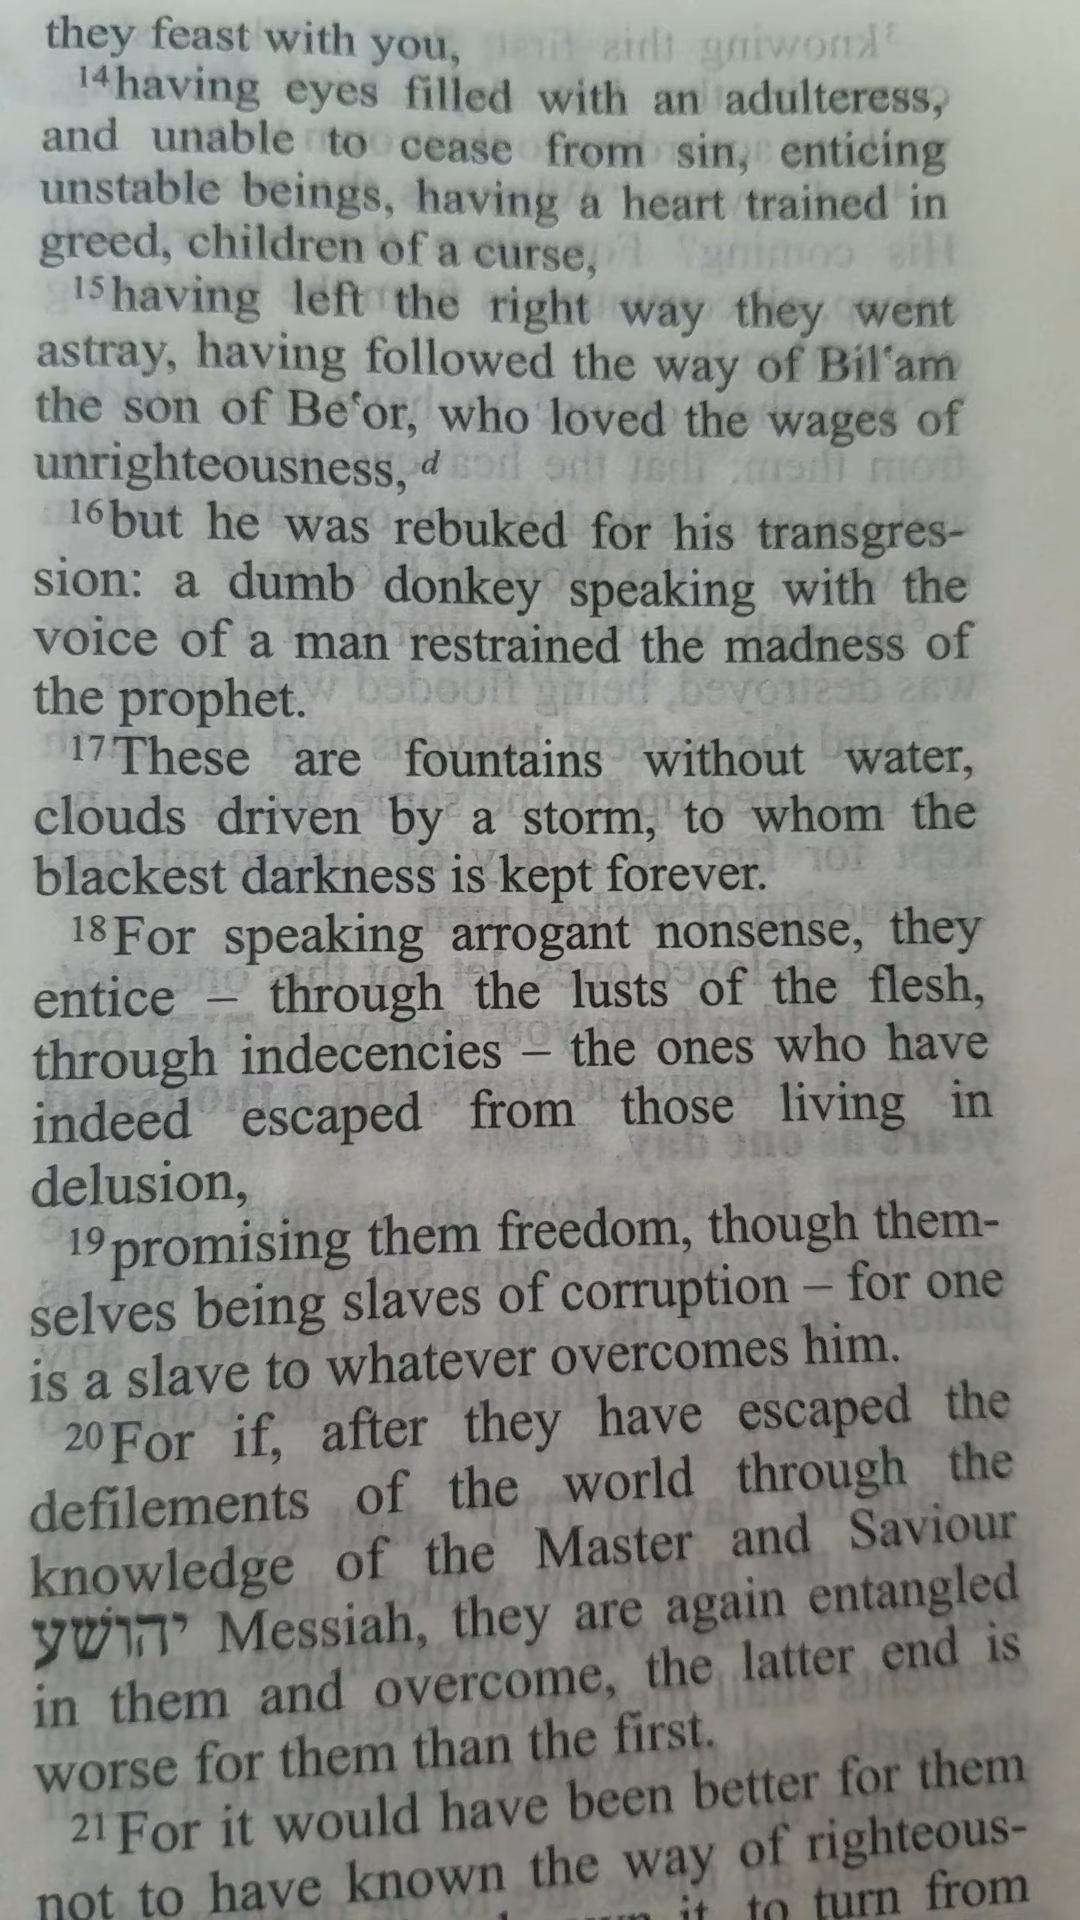 they feast with you,
14having eyes filled with an adulteress,
and unable to cease from sin, enticing
unstable beings, having a heart trained in
greed, children of a curse,
15having left the right way they went
astray, having followed the way of Bilʽam
the son of Beʽor, who loved the wages of
unrighteousness, d
16but he was rebuked for his transgres-
sion: a dumb donkey speaking with the
voice of a man restrained the madness of
the prophet.
17These are fountains without water,
clouds driven by a storm, to whom the
blackest darkness is kept forever.
18For speaking arrogant nonsense, they
entice – through the lusts of the flesh,
through indecencies – the ones who have
indeed escaped from those living in
delusion,
19promising them freedom, though them-
selves being slaves of corruption – for one
is a slave to whatever overcomes him.
20For if, after they have escaped the
defilements of the world through the
knowledge of the Master and Saviour
יהושע Messiah, they are again entangled
in them and overcome, the latter end is
worse for them than the first.
21For it would have been better for them
not to have known the way of righteous-
it, to turn from